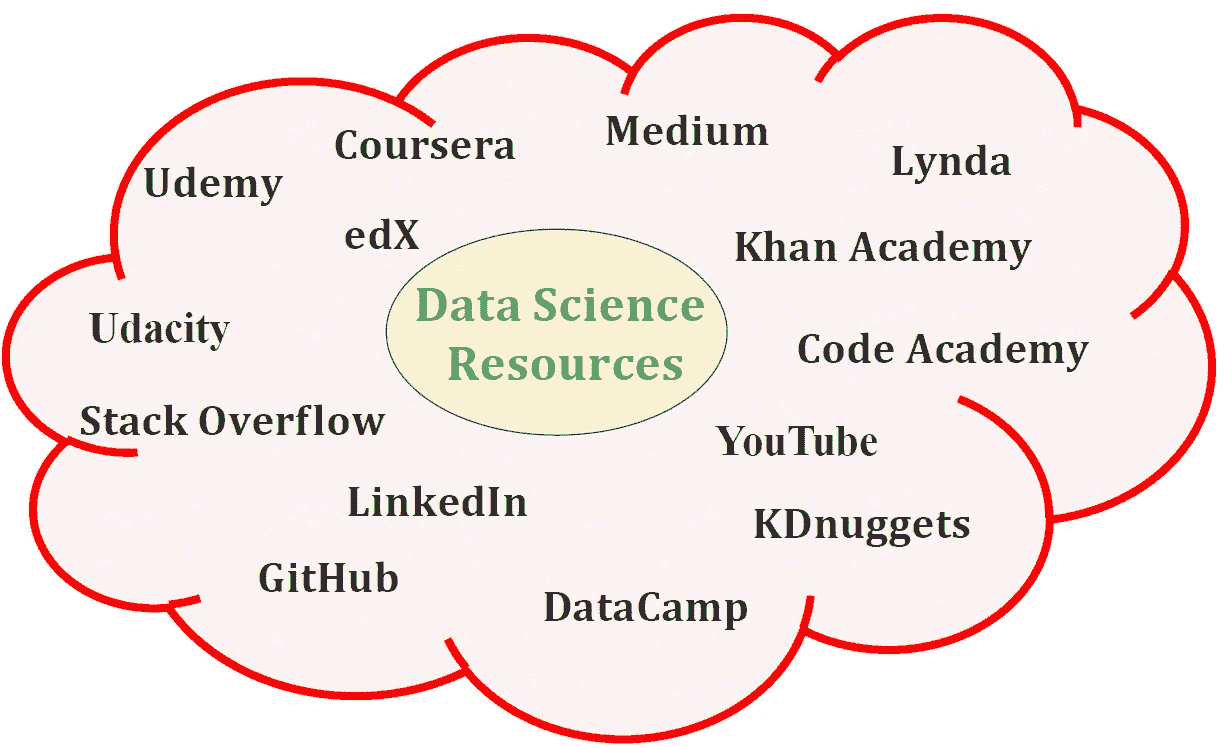 Medium
Coursera
Lynda
Udemy
edX
Khan Academy
Data Science
Resources
Udacity
Code Academy
Stack Overflow
YouTube
LinkedIn
KDnuggets
GitHub
DataCamp